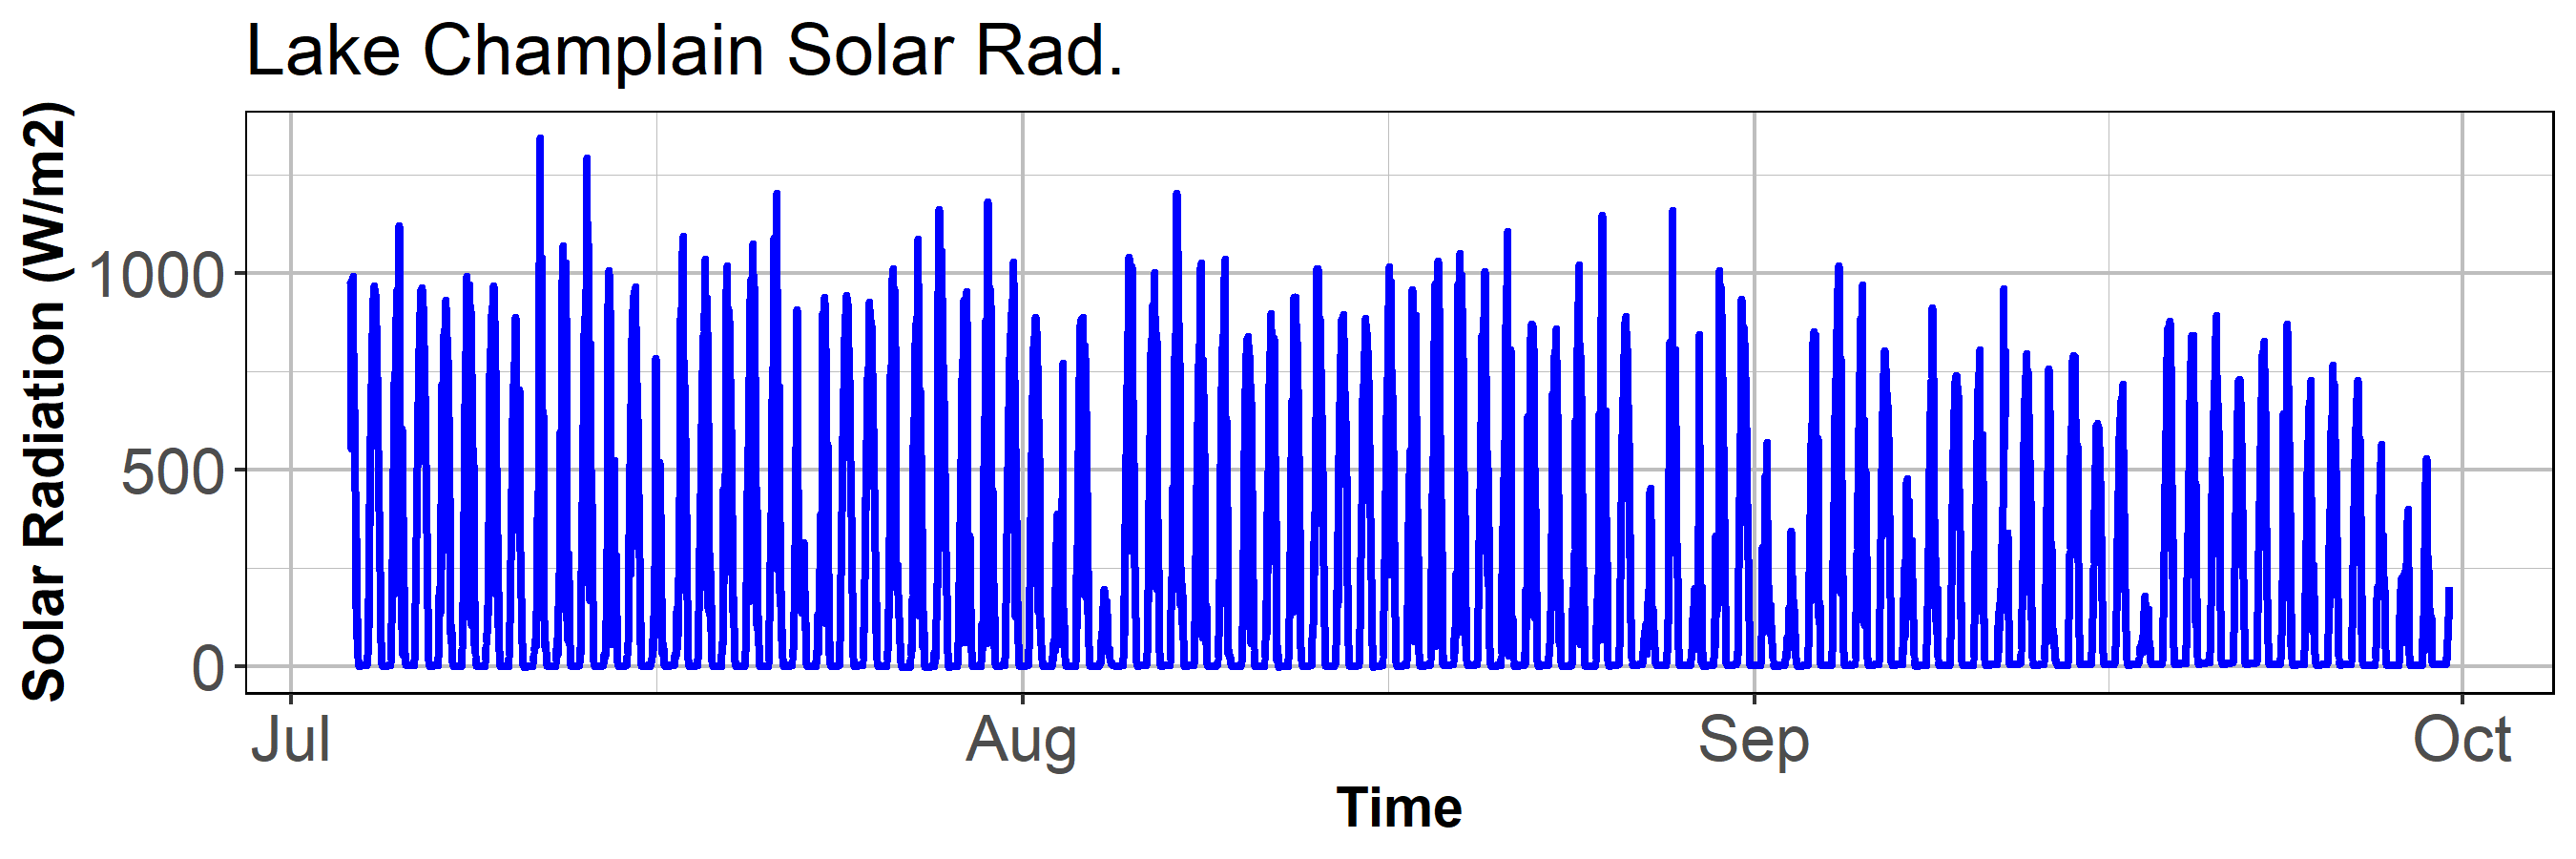 Lake Champlain Solar Rad.
Solar Radiation (W/m2)
1000
500
0
Jul Aug Sep Oct
Time